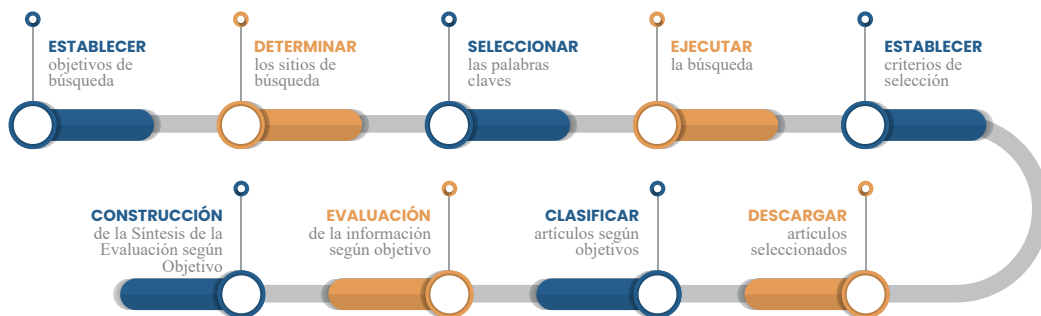 ESTABLECER
objetivos de
búsqueda
DETERMINAR
los sitios de
búsqueda
SELECCIONAR
las palabras
claves
EJECUTAR
la búsqueda
ESTABLECER
criterios de
selección
DESCARGAR
artículos
seleccionados
CLASIFICAR
artículos según
objetivos
EVALUACIÓN
de la información
según objetivo
CONSTRUCCIÓN
de la Síntesis de la
Evaluación según
Objetivo